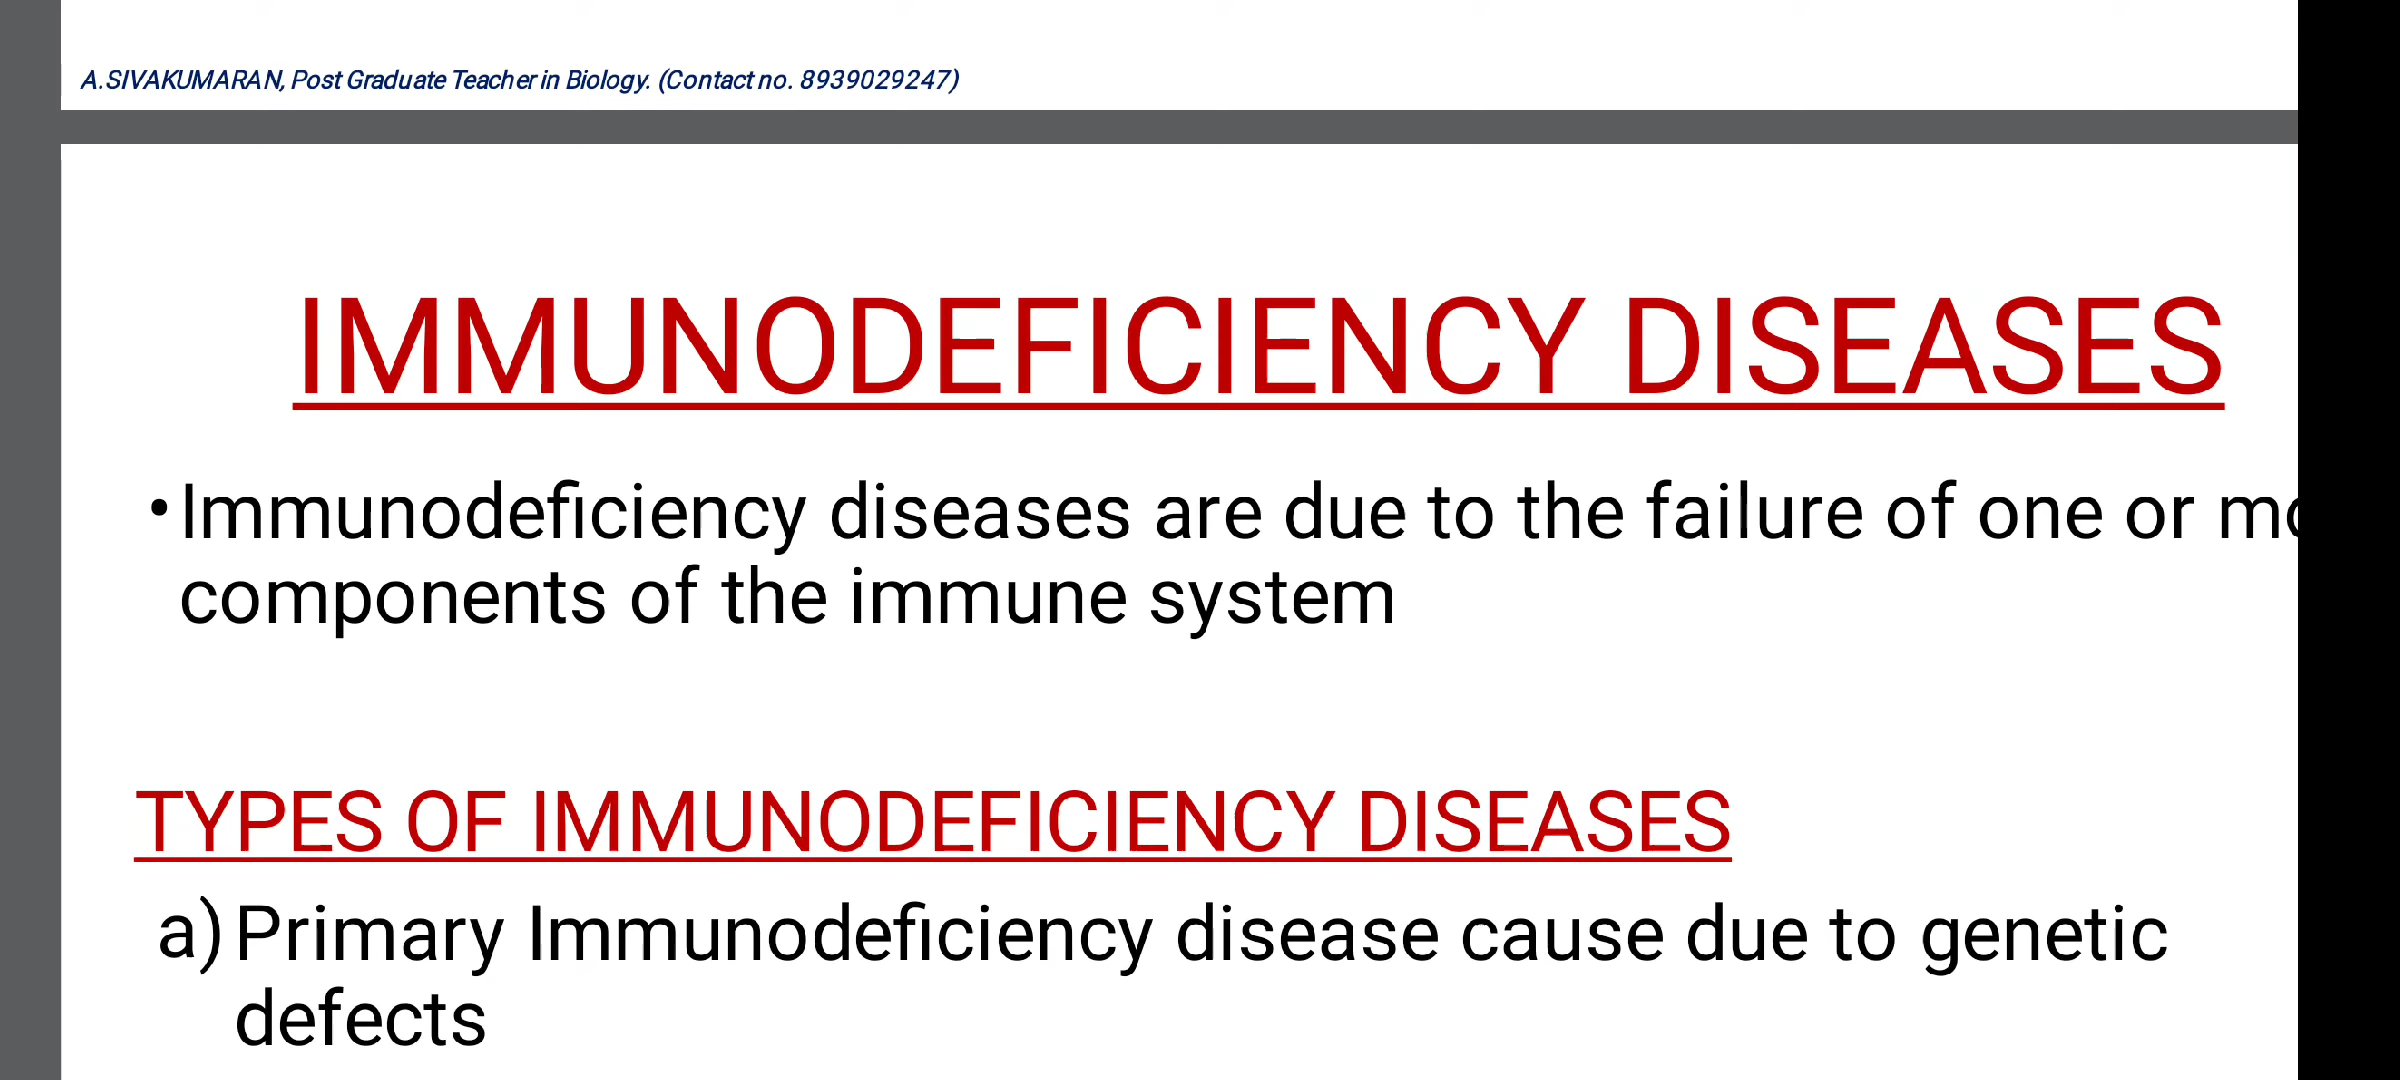 A.SIVAKUMARAN, Post Graduate Teacher in Biology. (Contact no. 8939029247)
IMMUNODEFICIENCY DISEASES
•Immunodeficiency diseases are due to the failure of one or
components of the immune system
TYPES OF IMMUNODEFICIENCY DISEASES
a) Primary Immunodeficiency disease cause due to genetic
defects